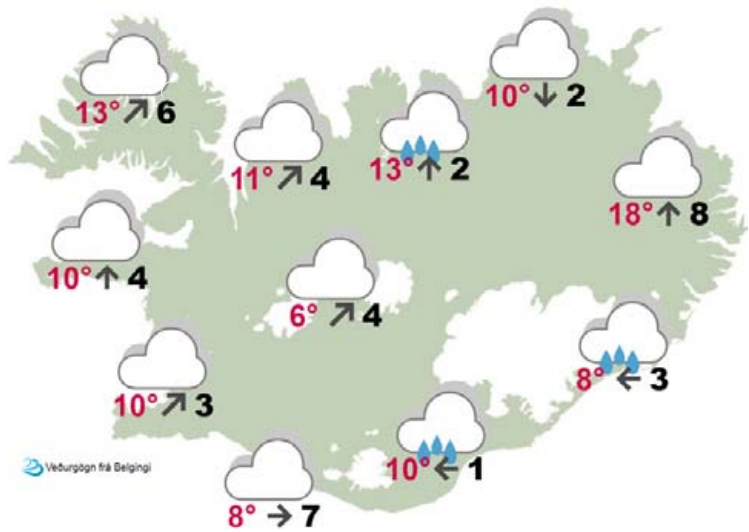 10° ↓ 2
13° ↗ 6
11° ↗ 4
13° ↑ 2
18° ↑ 8
10° ↑ 4
6° ↗ 4
8° ← 3
10° ↗ 3
10° ← 1
Veðurgögn frá Belgingi
8° → 7